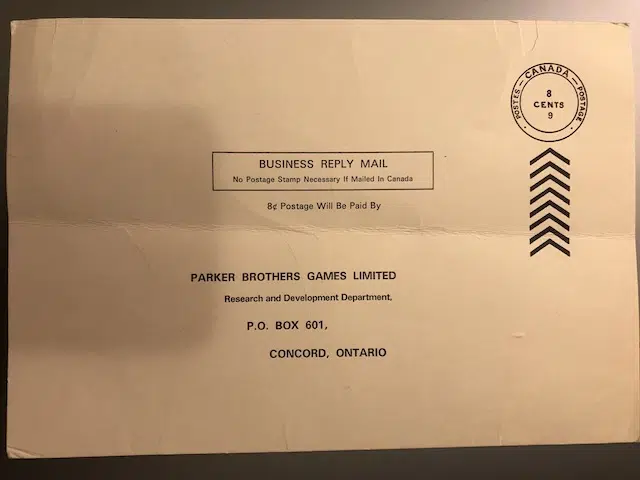 POSTES — CANADA — POSTAGE
8
CENTS
9
BUSINESS REPLY MAIL
No Postage Stamp Necessary If Mailed In Canada
8¢ Postage Will Be Paid By
PARKER BROTHERS GAMES LIMITED
Research and Development Department,
P.O. BOX 601,
CONCORD, ONTARIO